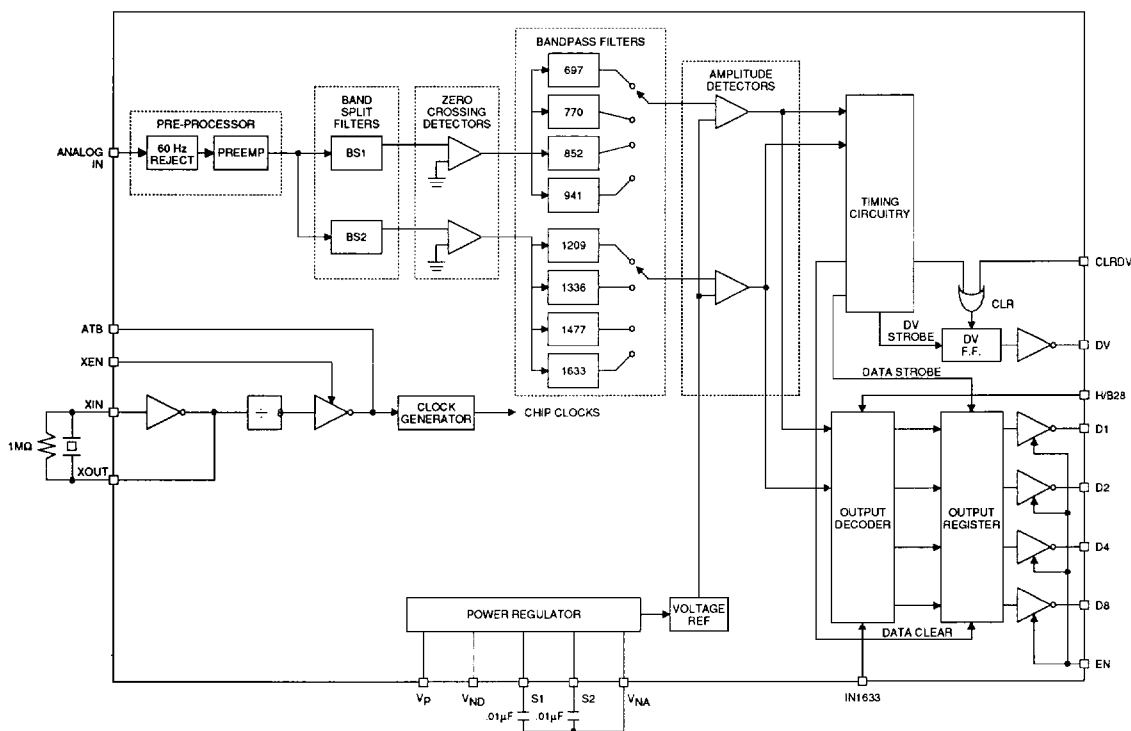 BANDPASS FILTERS
697
770
852
941
1209
1336
1477
1633
AMPLITUDE
DETECTORS
BAND
SPLIT
FILTERS
BS1
BS2
ZERO
CROSSING
DETECTORS
PRE-PROCESSOR
60 Hz
REJECT
PREEMP
ANALOG
IN
TIMING
CIRCUITRY
CLRDV
CLR
DV
STROBE
DV
F.F.
DV
DATA STROBE
H/B28
ATB
XEN
XIN
1MΩ
XOUT
÷
CLOCK
GENERATOR
CHIP CLOCKS
OUTPUT
DECODER
OUTPUT
REGISTER
D1
D2
D4
D8
DATA CLEAR
EN
POWER REGULATOR
VOLTAGE
REF
VP
VND
S1
S2
VNA
IN1633
.01µF
.01µF